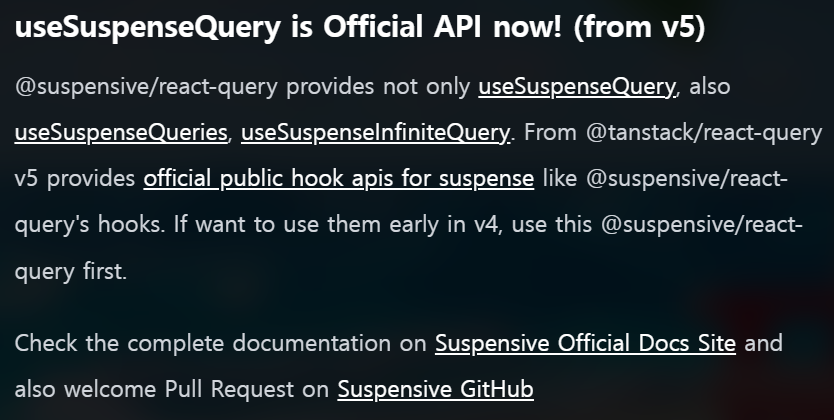 useSuspenseQuery is Official API now! (from v5)
@suspensive/react-query provides not only useSuspenseQuery, also
useSuspenseQueries, useSuspenseInfiniteQuery. From @tanstack/react-query
v5 provides official public hook apis for suspense like @suspensive/react-
query's hooks. If want to use them early in v4, use this @suspensive/react-
query first.
Check the complete documentation on Suspensive Official Docs Site and
also welcome Pull Request on Suspensive GitHub